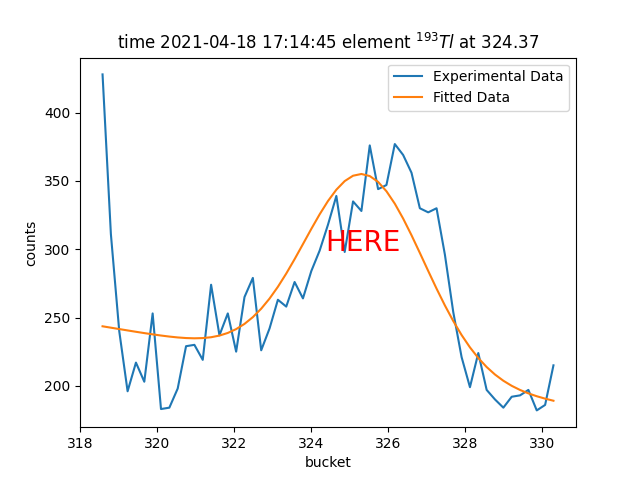 time 2021-04-18 17:14:45 element ¹⁹³Tl at 324.37
Experimental Data
Fitted Data
400
350
300
250
200
counts
HERE
318 320 322 324 326 328 330
bucket